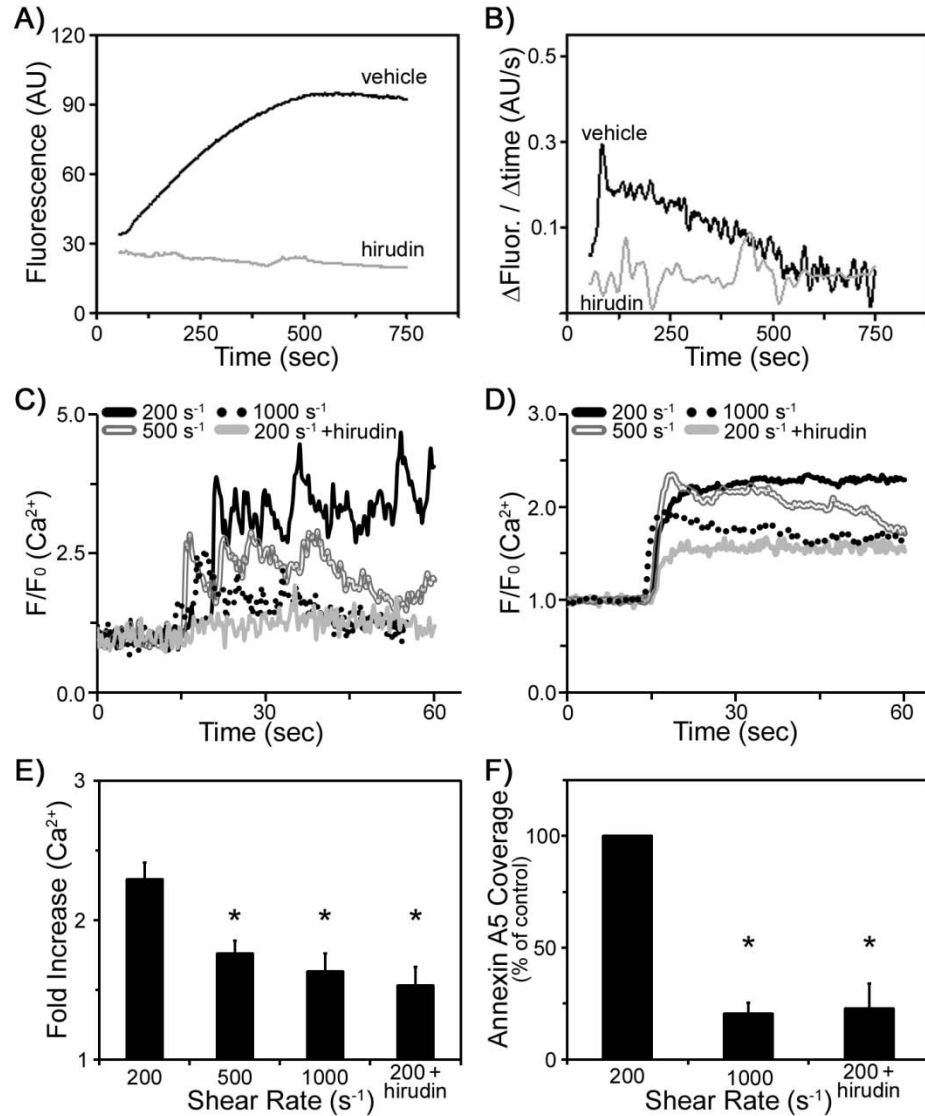 A)
Fluorescence (AU)
120
90
60
30
0
vehicle
hirudin
0 250 500 750
Time (sec)
B)
ΔFluor. / Δtime (AU/s)
0.5
0.3
0.1
vehicle
hirudin
0 250 500 750
Time (sec)
C)
200 s⁻¹ 1000 s⁻¹
500 s⁻¹ 200 s⁻¹ +hirudin
F/F₀ (Ca²⁺)
5.0
2.5
0.0
0 30 60
Time (sec)
D)
200 s⁻¹ 1000 s⁻¹
500 s⁻¹ 200 s⁻¹ +hirudin
F/F₀ (Ca²⁺)
3.0
2.0
1.0
0.0
0 30 60
Time (sec)
E)
Fold Increase (Ca²⁺)
3
2
1
* * *
200 500 1000 200 +
hirudin
Shear Rate (s⁻¹)
F)
Annexin A5 Coverage
(% of control)
100
50
0
* *
200 1000 200 +
hirudin
Shear Rate (s⁻¹)